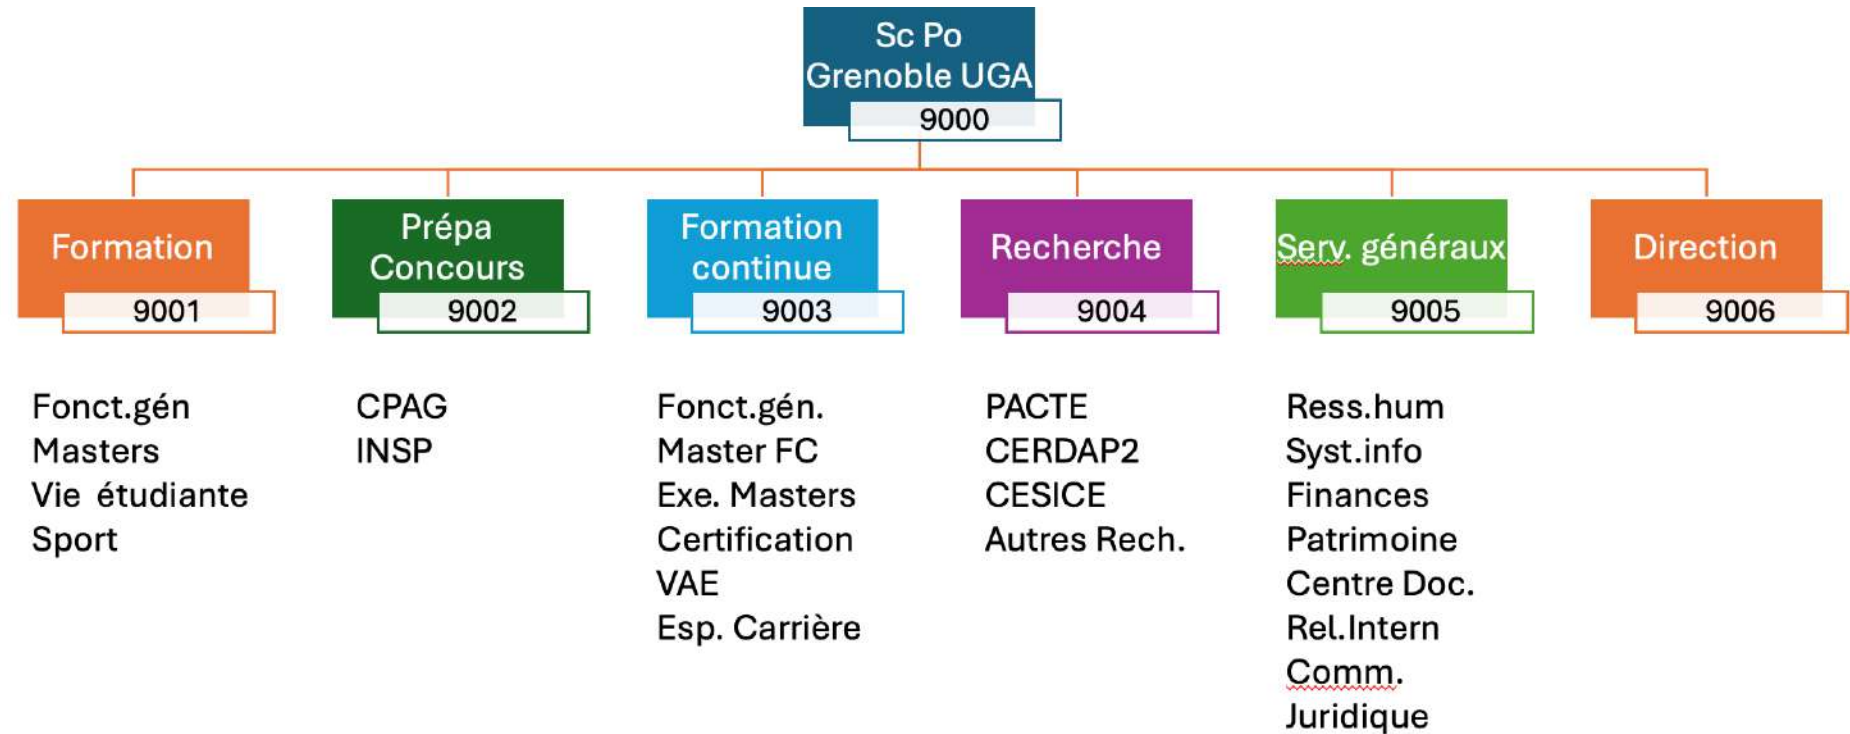 Sc Po
Grenoble UGA
9000
Formation
9001
Prépa
Concours
9002
Formation
continue
9003
Recherche
9004
Serv. généraux
9005
Direction
9006
Fonct.gén
Masters
Vie étudiante
Sport
CPAG
INSP
Fonct.gén.
Master FC
Exe. Masters
Certification
VAE
Esp. Carrière
PACTE
CERDAP2
CESICE
Autres Rech.
Ress.hum
Syst.info
Finances
Patrimoine
Centre Doc.
Rel.Intern
Comm.
Juridique